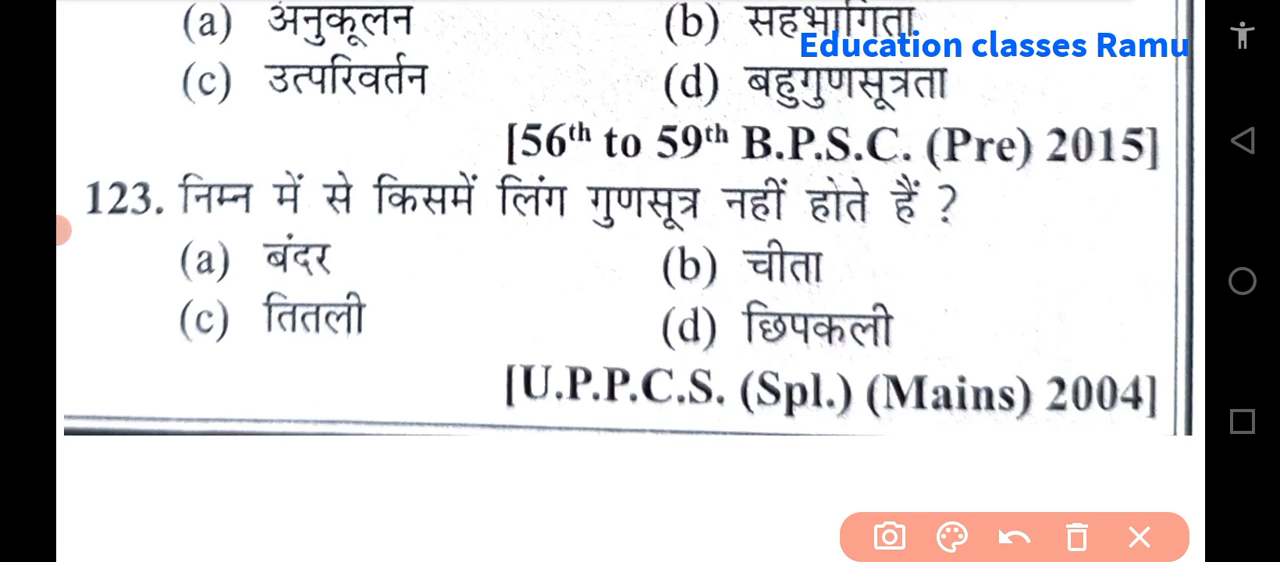 (a) अनुकूलन (b) सहभागिता
Education classes Ramu
(c) उत्परिवर्तन (d) बहुगुणसूत्रता
[56th to 59th B.P.S.C. (Pre) 2015]
123. निम्न में से किसमें लिंग गुणसूत्र नहीं होते हैं ?
(a) बंदर (b) चीता
(c) तितली (d) छिपकली
[U.P.P.C.S. (Spl.) (Mains) 2004]